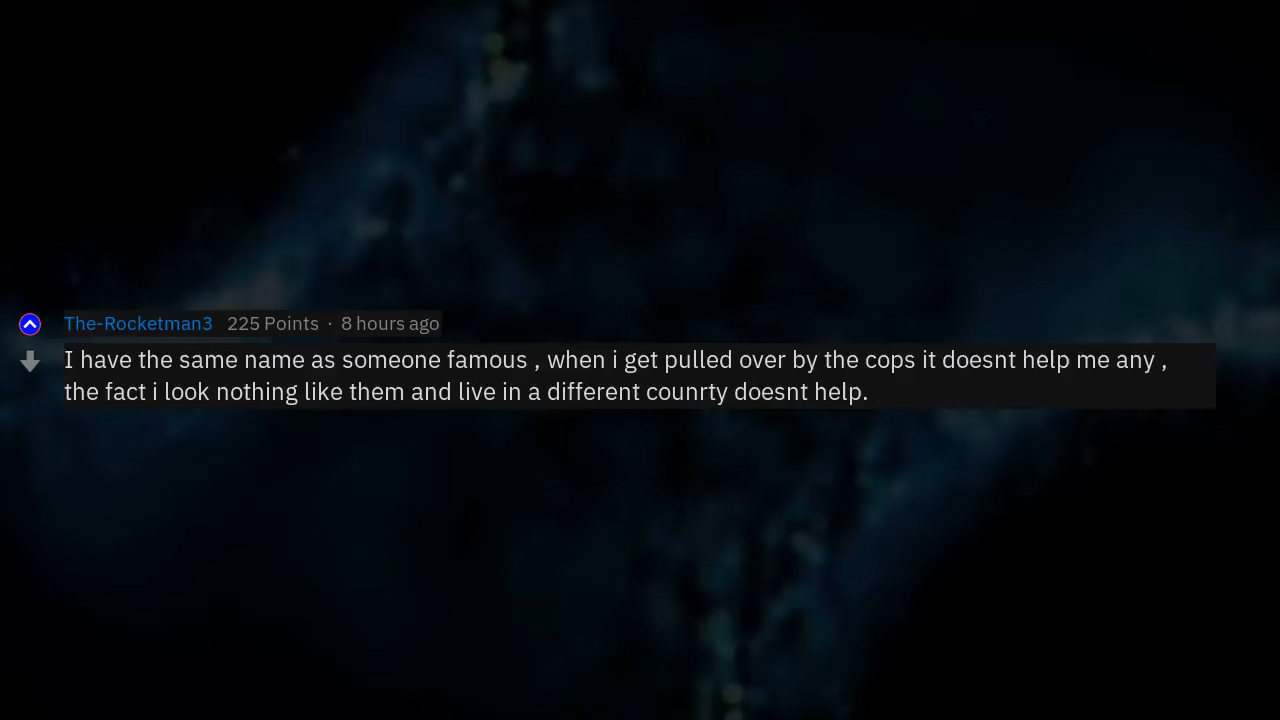 The-Rocketman3 225 Points · 8 hours ago
I have the same name as someone famous , when i get pulled over by the cops it doesnt help me any ,
the fact i look nothing like them and live in a different counrty doesnt help.